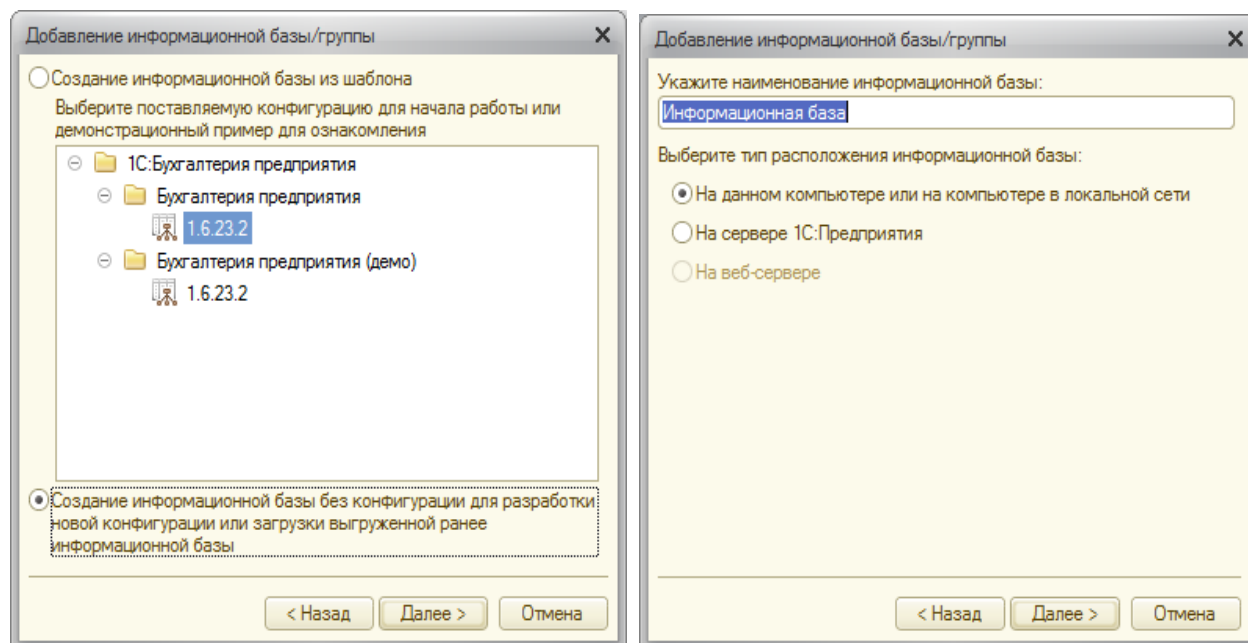 Добавление информационной базы/группы
Создание информационной базы из шаблона
Выберите поставляемую конфигурацию для начала работы или
демонстрационный пример для ознакомления
1С:Бухгалтерия предприятия
Бухгалтерия предприятия
1.6.23.2
Бухгалтерия предприятия (демо)
1.6.23.2
Создание информационной базы без конфигурации для разработки
новой конфигурации или загрузки выгруженной ранее
информационной базы
< Назад
Далее >
Отмена
Добавление информационной базы/группы
Укажите наименование информационной базы:
Информационная база
Выберите тип расположения информационной базы:
На данном компьютере или на компьютере в локальной сети
На сервере 1С:Предприятия
На веб-сервере
< Назад
Далее >
Отмена